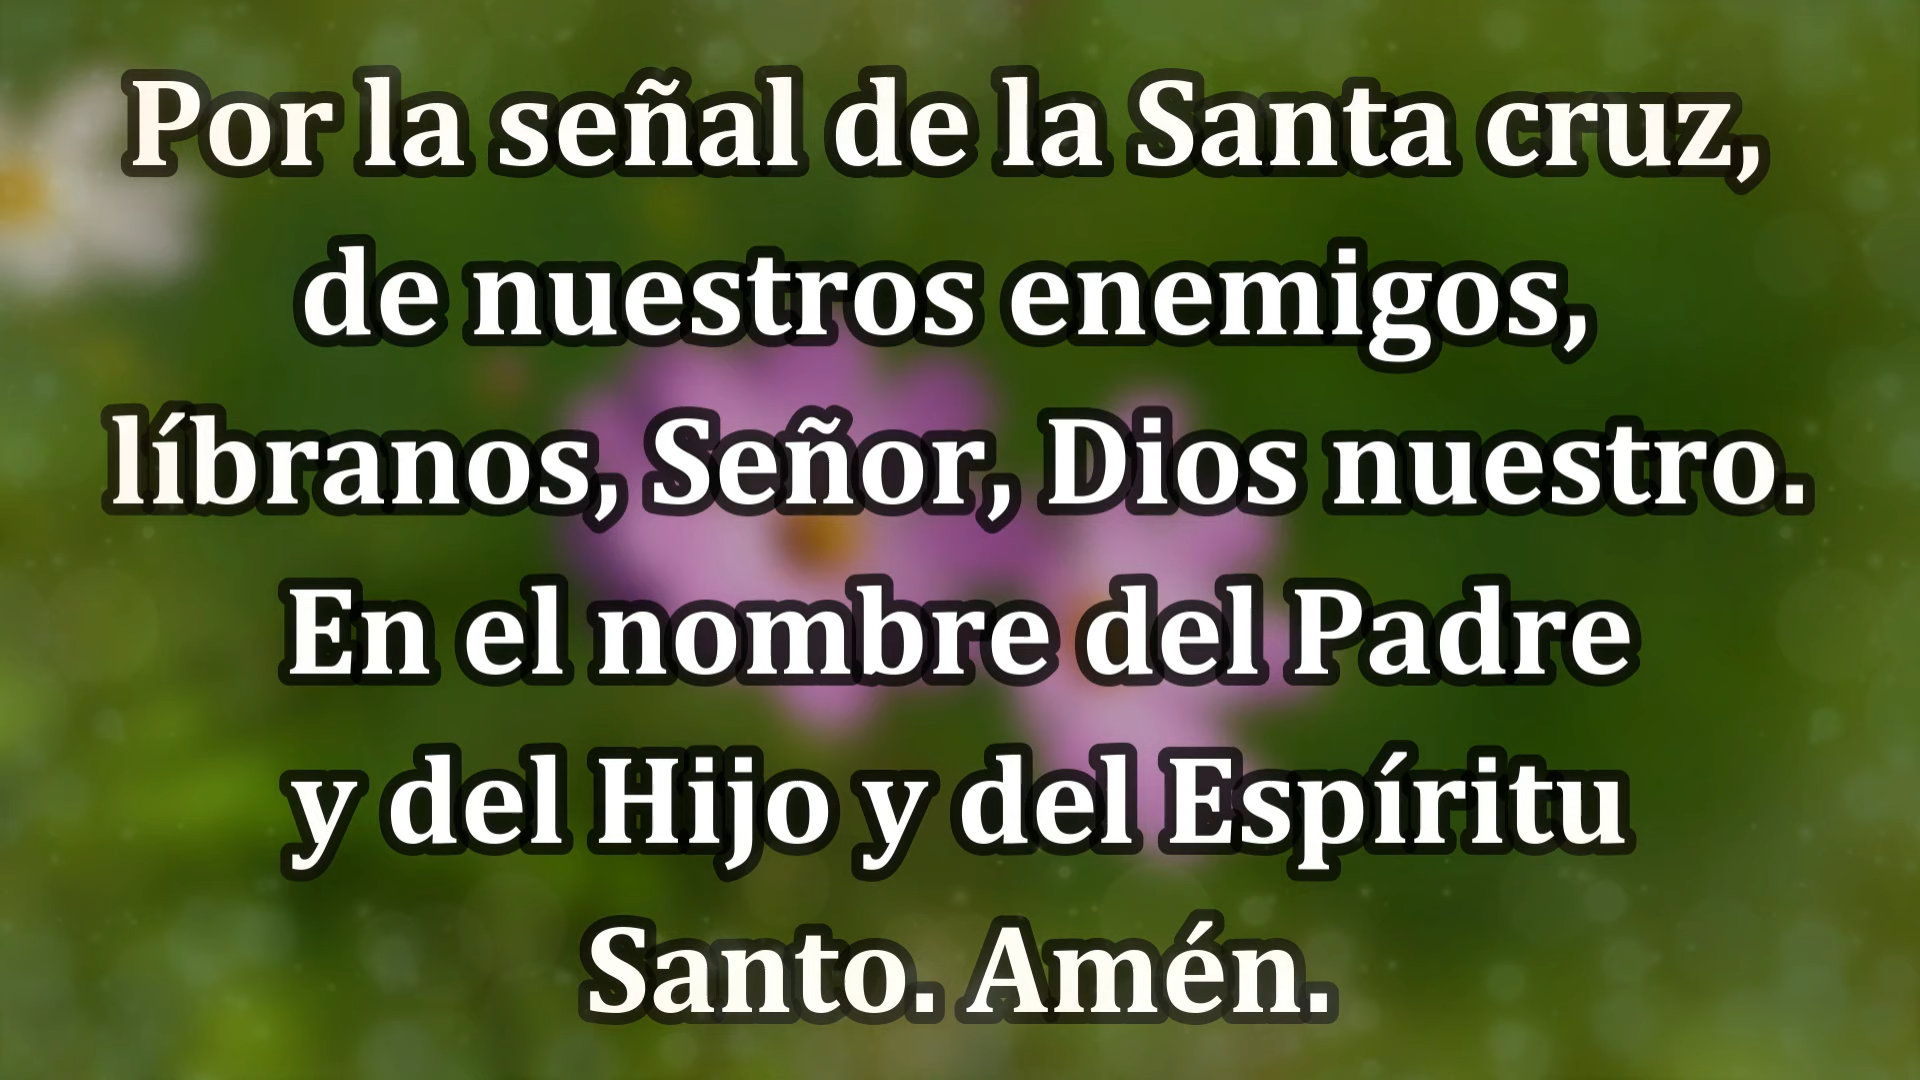 Por la señal de la Santa cruz,
de nuestros enemigos,
líbranos, Señor, Dios nuestro.
En el nombre del Padre
y del Hijo y del Espíritu
Santo. Amén.